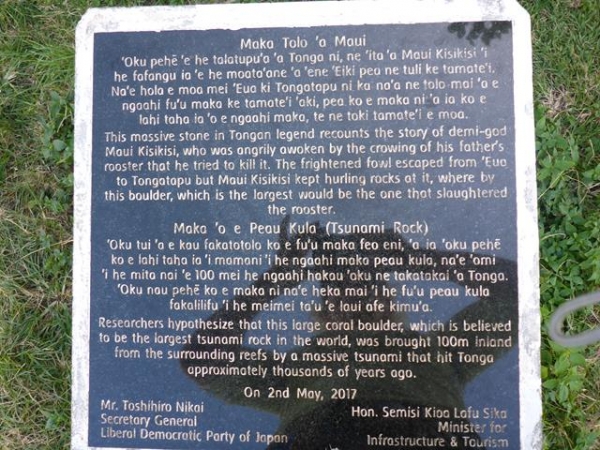 Maka Tolo 'a Maui
'Oku pehē 'e he talatupu'a 'a Tonga ni, ne 'ita 'a Maui Kisikisi 'i
he fafangu ia 'e he moata'ane 'a 'ene 'Eiki pea ne tuli ke tamate'i.
Na'e hola e moa mei 'Eua ki Tongatapu ni ka na'a ne tolo mai 'a e
ngaahi fu'u maka ke tamate'i 'aki, pea ko e maka ni 'a ia ko e
lahi taha ia 'o e ngaahi maka, te ne toki tamate'i e moa.
This massive stone in Tongan legend recounts the story of demi-god
Maui Kisikisi, who was angrily awoken by the crowing of his father's
rooster that he tried to kill it. The frightened fowl escaped from 'Eua
to Tongatapu but Maui Kisikisi kept hurling rocks at it, where by
this boulder, which is the largest would be the one that slaughtered
the rooster.
Maka 'o e Peau Kula (Tsunami Rock)
'Oku tui 'a e kau fakatotolo ko e fu'u maka feo eni, 'a ia 'oku pehē
ko e lahi taha ia 'i mamani 'i he ngaahi maka peau kula, na'e 'omi
'i he mita nai 'e 100 mei he ngaahi hakau 'oku ne takatakai 'a Tonga.
'Oku nau pehē ko e maka ni na'e heka mai 'i he fu'u peau kula
fakalilifu 'i he meimei ta'u 'e laui afe kimu'a.
Researchers hypothesize that this large coral boulder, which is believed
to be the largest tsunami rock in the world, was brought 100m inland
from the surrounding reefs by a massive tsunami that hit Tonga
approximately thousands of years ago.
On 2nd May, 2017
Mr. Toshihiro Nikai
Secretary General
Liberal Democratic Party of Japan
Hon. Semisi Kioa Lafu Sika
Minister for
Infrastructure & Tourism